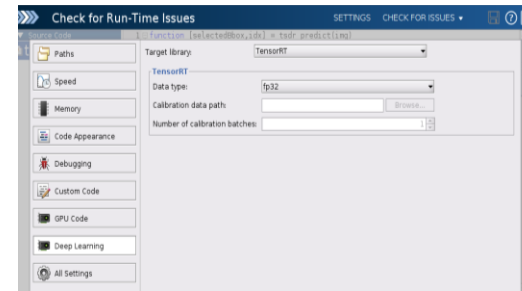 Check for Run-Time Issues SETTINGS CHECK FOR ISSUES
Source Code 1 function [selectedBbox,idx] = tsdr_predict(img)
Paths
Speed
Memory
Code Appearance
Debugging
Custom Code
GPU Code
Deep Learning
All Settings
Target library: TensorRT
TensorRT
Data type: fp32
Calibration data path: Browse...
Number of calibration batches: 1